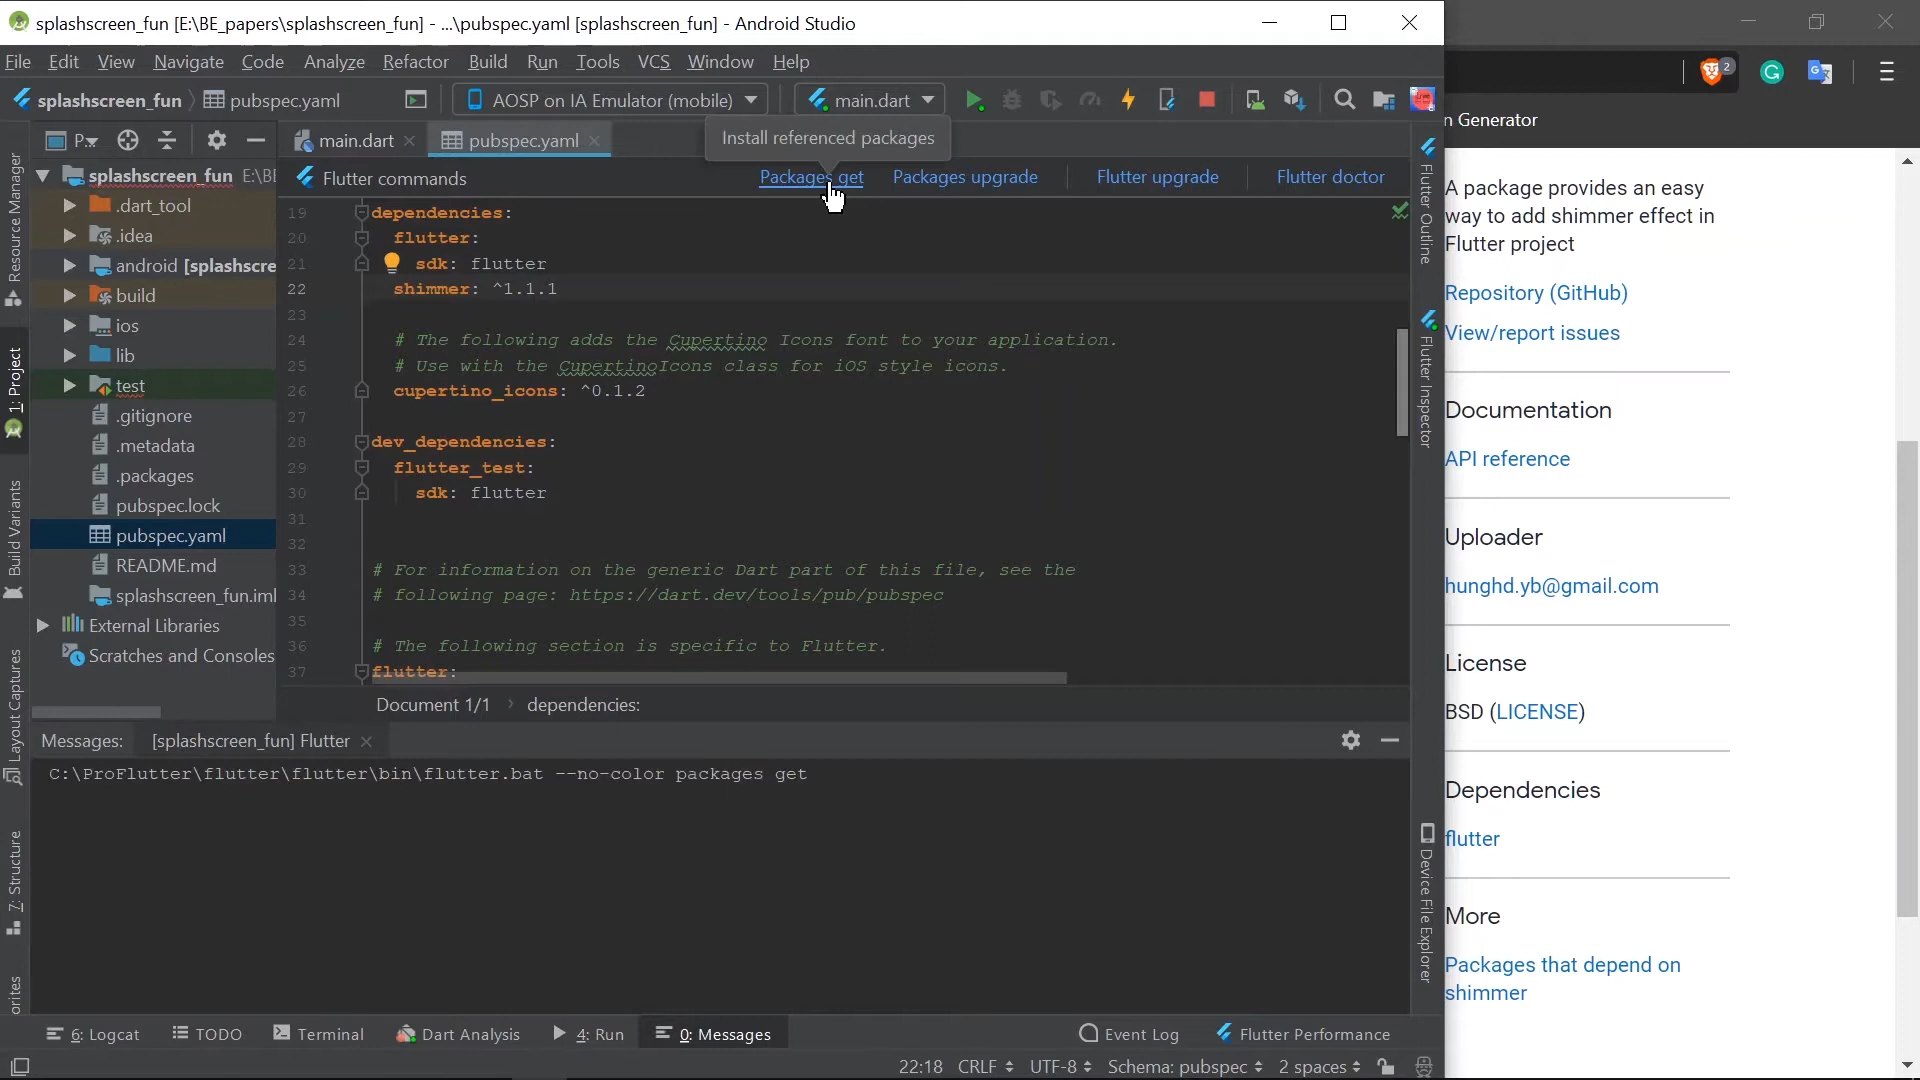 splashscreen_fun [E:\BE_papers\splashscreen_fun] - ...\pubspec.yaml [splashscreen_fun] - Android Studio
File Edit View Navigate Code Analyze Refactor Build Run Tools VCS Window Help
splashscreen_fun pubspec.yaml AOSP on IA Emulator (mobile) main.dart
2
n Generator
P..
main.dart
pubspec.yaml
Install referenced packages
Flutter commands
Packages get
Packages upgrade
Flutter upgrade
Flutter doctor
Resource Manager
1: Project
Build Variants
Layout Captures
7: Structure
orites
splashscreen_fun E:\BE
.dart_tool
.idea
android [splashscre
build
ios
lib
test
.gitignore
.metadata
.packages
pubspec.lock
pubspec.yaml
README.md
splashscreen_fun.iml
External Libraries
Scratches and Consoles
19 dependencies:
20 flutter:
21 sdk: flutter
22 shimmer: ^1.1.1
23
24 # The following adds the Cupertino Icons font to your application.
25 # Use with the CupertinoIcons class for iOS style icons.
26 cupertino_icons: ^0.1.2
27
28 dev_dependencies:
29 flutter_test:
30 sdk: flutter
31
32
33 # For information on the generic Dart part of this file, see the
34 # following page: https://dart.dev/tools/pub/pubspec
35
36 # The following section is specific to Flutter.
37 flutter:
Document 1/1 › dependencies:
Messages: [splashscreen_fun] Flutter
C:\ProFlutter\flutter\flutter\bin\flutter.bat --no-color packages get
Flutter Outline
Flutter Inspector
Device File Explorer
6: Logcat TODO Terminal Dart Analysis 4: Run 0: Messages Event Log Flutter Performance
22:18 CRLF UTF-8 Schema: pubspec 2 spaces
A package provides an easy
way to add shimmer effect in
Flutter project
Repository (GitHub)
View/report issues
Documentation
API reference
Uploader
hunghd.yb@gmail.com
License
BSD (LICENSE)
Dependencies
flutter
More
Packages that depend on
shimmer